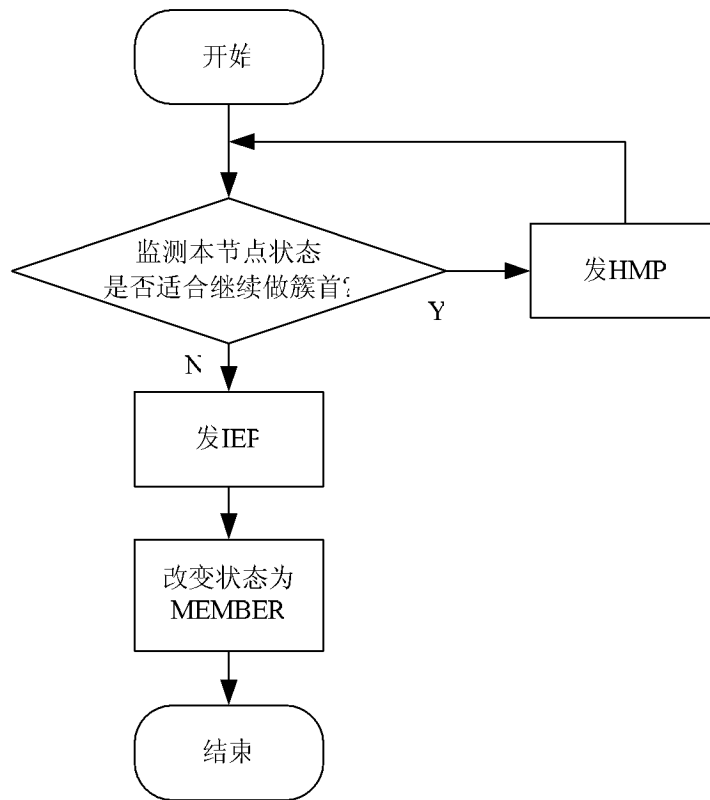 开始
监测本节点状态
是否适合继续做簇首?
发HMP
Y
N
发IEP
改变状态为
MEMBER
结束